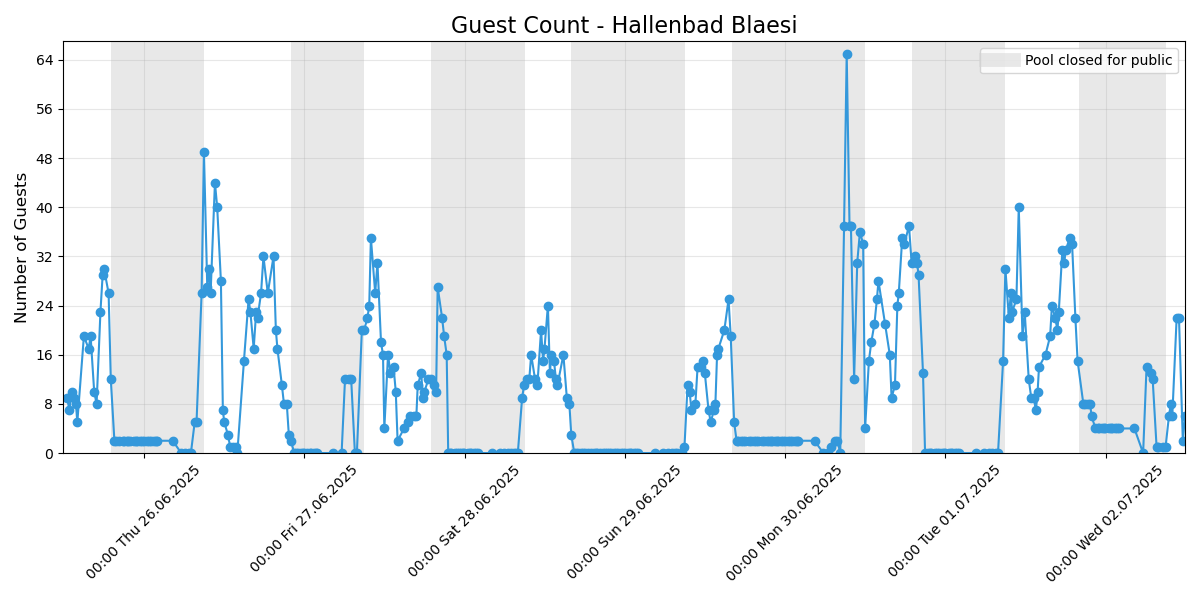 Guest Count - Hallenbad Blaesi
Pool closed for public
Number of Guests
64
56
48
40
32
24
16
8
0
00:00 Thu 26.06.2025
00:00 Fri 27.06.2025
00:00 Sat 28.06.2025
00:00 Sun 29.06.2025
00:00 Mon 30.06.2025
00:00 Tue 01.07.2025
00:00 Wed 02.07.2025